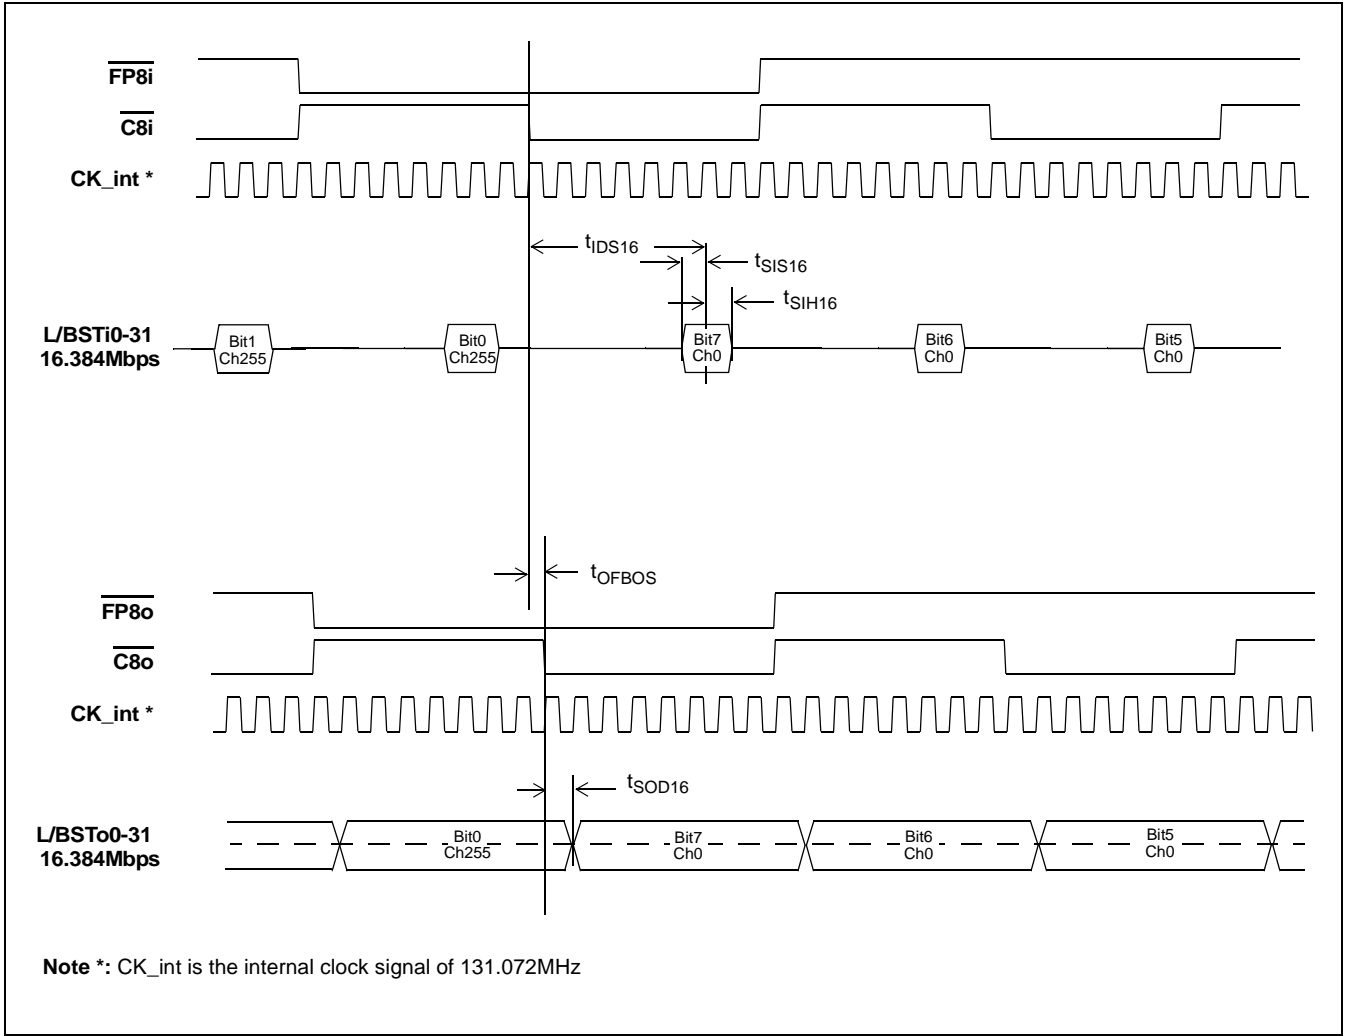 FP8i
C8i
CK_int *
tIDS16
tSIS16
tSIH16
L/BSTi0-31
16.384Mbps
Bit1
Ch255
Bit0
Ch255
Bit7
Ch0
Bit6
Ch0
Bit5
Ch0
tOFBOS
FP8o
C8o
CK_int *
tSOD16
L/BSTo0-31
16.384Mbps
Bit0
Ch255
Bit7
Ch0
Bit6
Ch0
Bit5
Ch0
Note *: CK_int is the internal clock signal of 131.072MHz